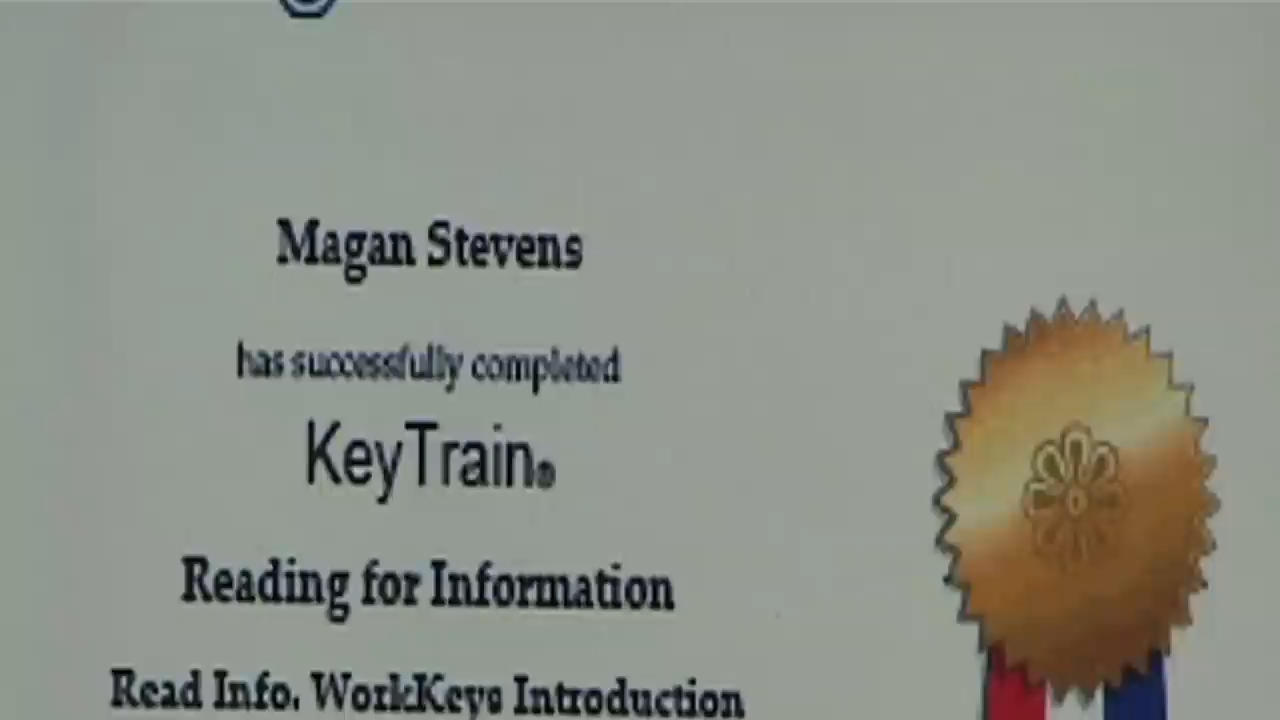 Magan Stevens
has successfully completed
KeyTrain®
Reading for Information
Read Info. WorkKeys Introduction